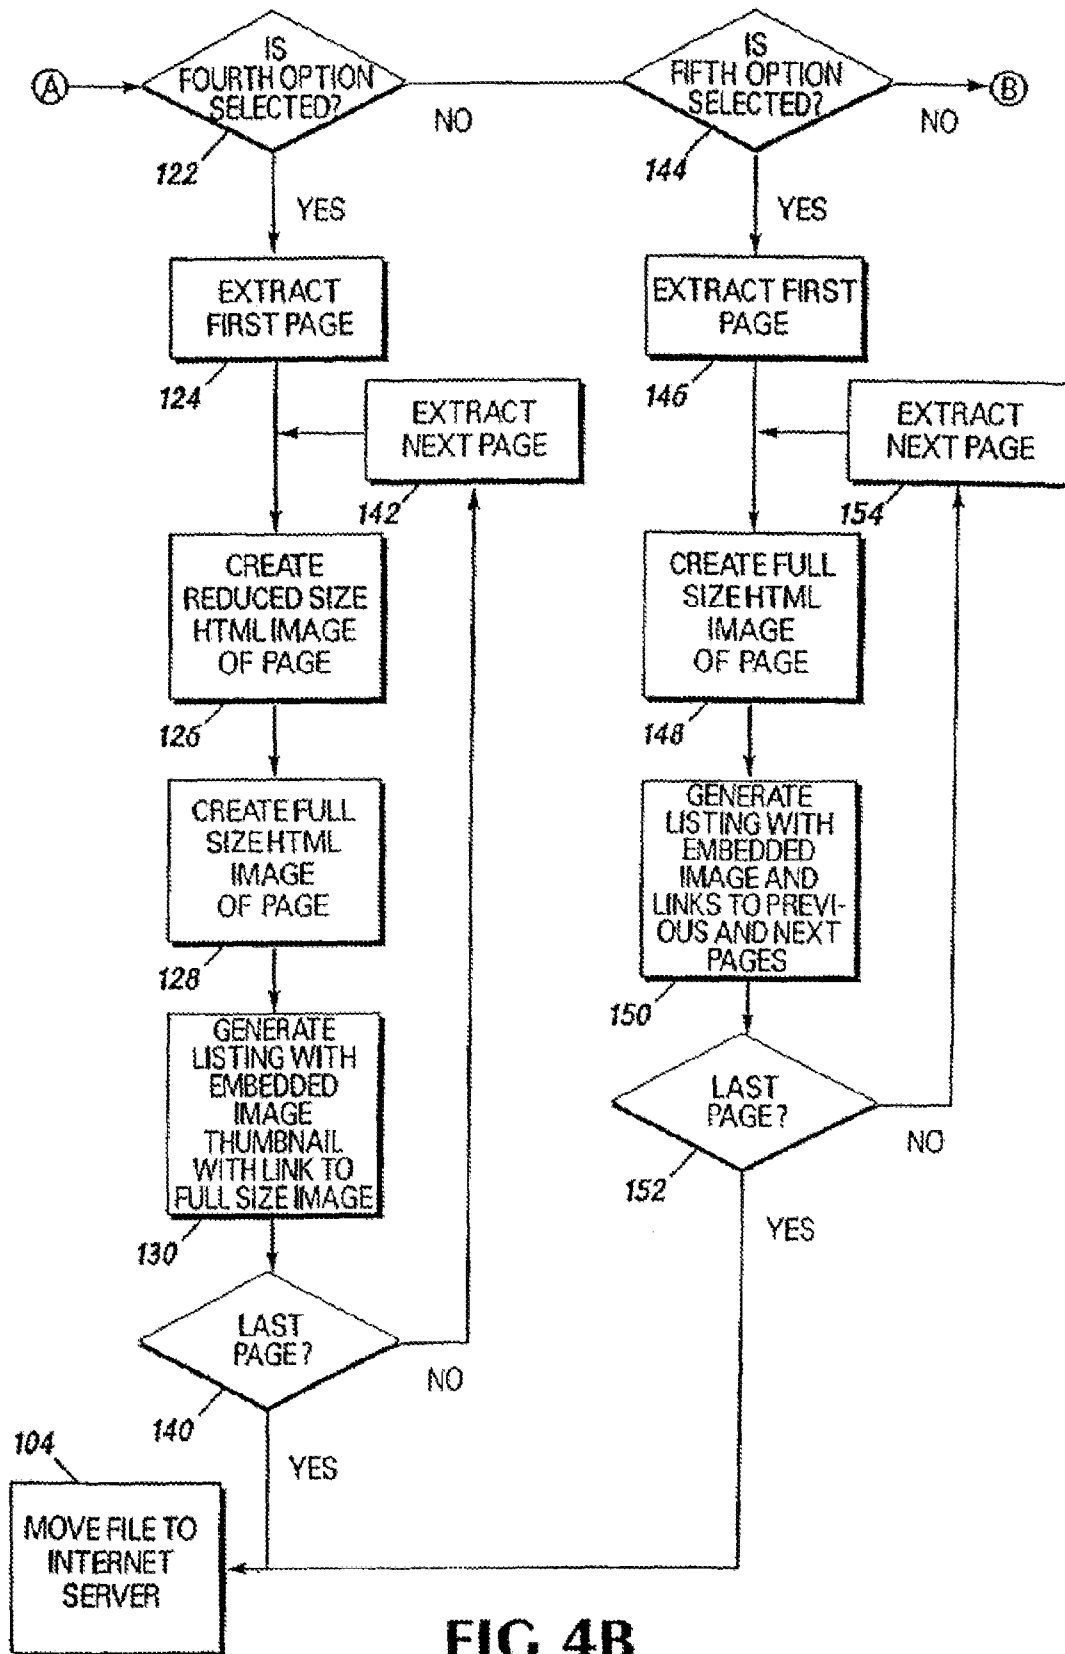 A
IS
FOURTH OPTION
SELECTED?
NO
122
YES
IS
FIFTH OPTION
SELECTED?
NO
B
144
YES
EXTRACT
FIRST PAGE
124
EXTRACT
NEXT PAGE
142
CREATE
REDUCED SIZE
HTML IMAGE
OF PAGE
126
CREATE FULL
SIZE HTML
IMAGE
OF PAGE
128
GENERATE
LISTING WITH
EMBEDDED
IMAGE
THUMBNAIL
WITH LINK TO
FULL SIZE IMAGE
130
LAST
PAGE?
NO
140
YES
104
MOVE FILE TO
INTERNET
SERVER
EXTRACT FIRST
PAGE
146
EXTRACT
NEXT PAGE
154
CREATE FULL
SIZE HTML
IMAGE
OF PAGE
148
GENERATE
LISTING WITH
EMBEDDED
IMAGE AND
LINKS TO PREVI-
OUS AND NEXT
PAGES
150
LAST
PAGE?
NO
152
YES
FIG. 4B